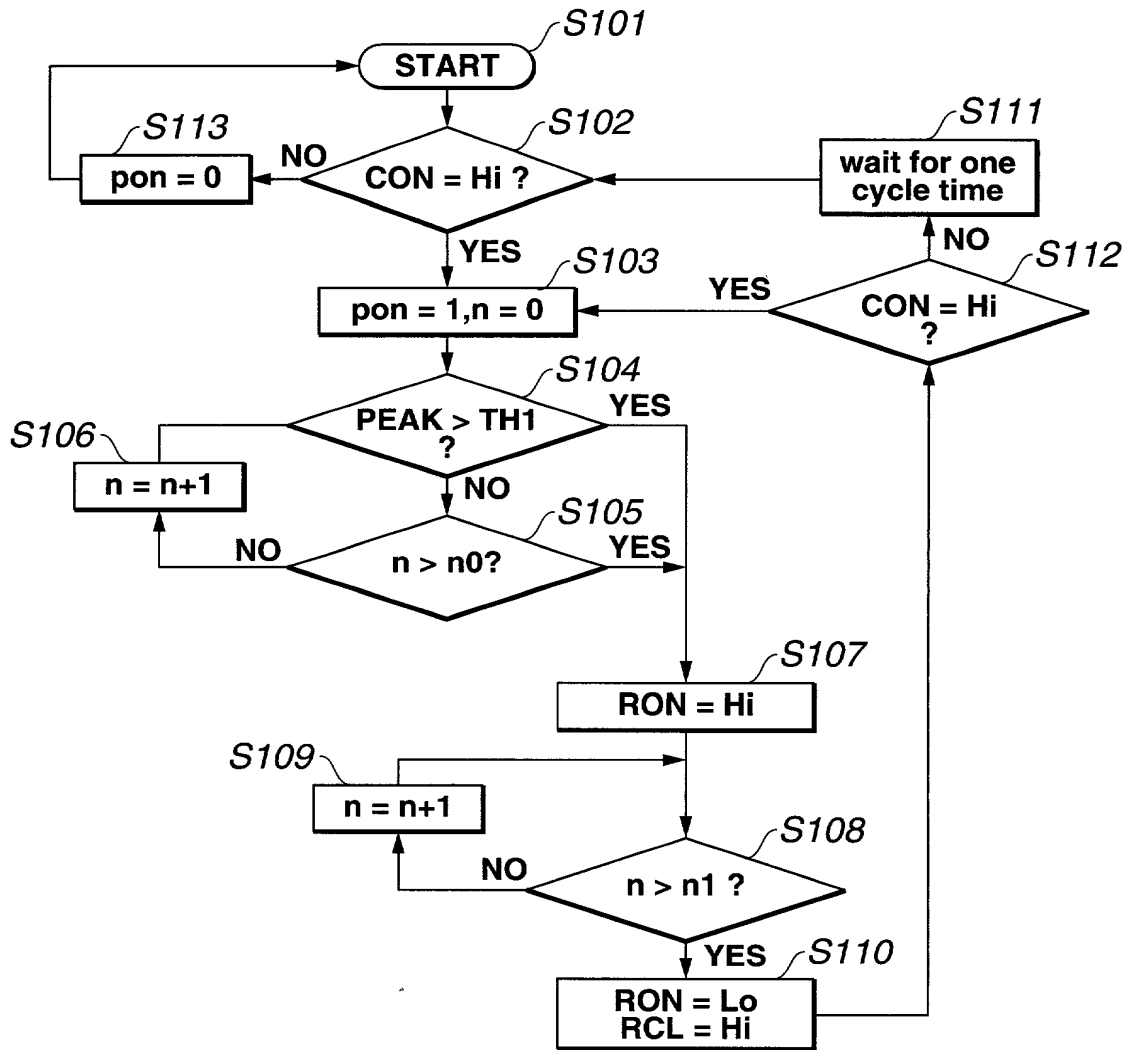 S101
START
S113
S102
S111
NO
pon = 0
CON = Hi ?
wait for one
cycle time
YES
NO
S103
S112
YES
pon = 1,n = 0
CON = Hi
?
S104
YES
PEAK > TH1
?
S106
n = n+1
NO
S105
NO
YES
n > n0?
S107
RON = Hi
S109
n = n+1
S108
NO
n > n1 ?
YES
S110
RON = Lo
RCL = Hi